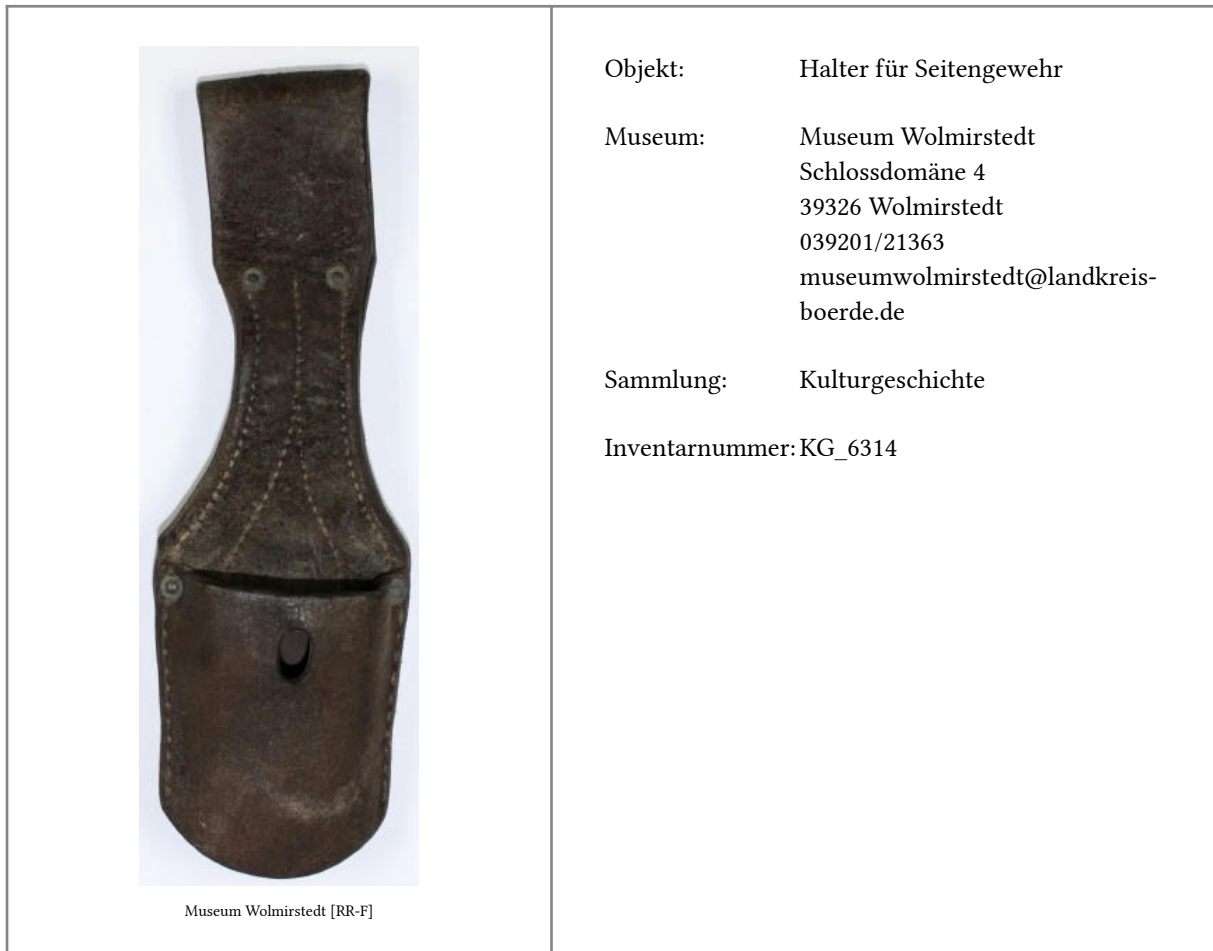 Museum Wolmirstedt [RR-F]
Objekt: Halter für Seitengewehr
Museum: Museum Wolmirstedt
Schlossdomäne 4
39326 Wolmirstedt
039201/21363
museumwolmirstedt@landkreis-
boerde.de
Sammlung: Kulturgeschichte
Inventarnummer: KG_6314